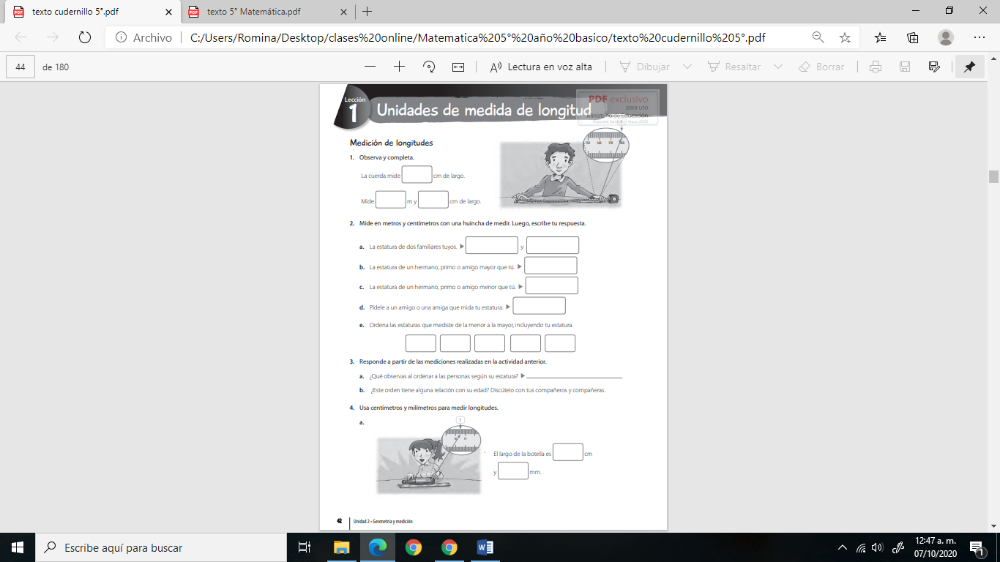 texto cudernillo 5°.pdf
texto 5° Matemática.pdf
Archivo
C:/Users/Romina/Desktop/clases%20online/Matematica%205°%20año%20basico/texto%20cudernillo%205°.pdf
44 de 180
Lectura en voz alta
Dibujar
Resaltar
Borrar
Lección
1
Unidades de medida de longitud
PDF exclusivo
para uso
Ministerio de Educación
Medición de longitudes
150 160 170 180
1. Observa y completa.
La cuerda mide cm de largo.
Mide m y cm de largo.
2. Mide en metros y centímetros con una huincha de medir. Luego, escribe tu respuesta.
a. La estatura de dos familiares tuyos. y
b. La estatura de un hermano, primo o amigo mayor que tú.
c. La estatura de un hermano, primo o amigo menor que tú.
d. Pídele a un amigo o una amiga que mida tu estatura.
e. Ordena las estaturas que mediste de la menor a la mayor, incluyendo tu estatura.
3. Responde a partir de las mediciones realizadas en la actividad anterior.
a. ¿Qué observas al ordenar a las personas según su estatura?
b. ¿Este orden tiene alguna relación con su edad? Discútelo con tus compañeros y compañeras.
4. Usa centímetros y milímetros para medir longitudes.
a.
?
El largo de la botella es cm
y mm.
42 Unidad 2 • Geometría y medición
Escribe aquí para buscar
12:47 a. m.
07/10/2020
1